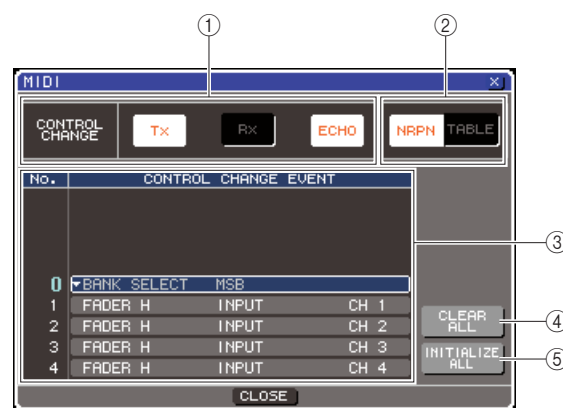 ① ②
MIDI X
CONTROL
CHANGE
TX RX ECHO NRPN TABLE
No. CONTROL CHANGE EVENT
③
0 BANK SELECT MSB
1 FADER H INPUT CH 1
2 FADER H INPUT CH 2
3 FADER H INPUT CH 3
4 FADER H INPUT CH 4
CLEAR
ALL
④
INITIALIZE
ALL
⑤
CLOSE